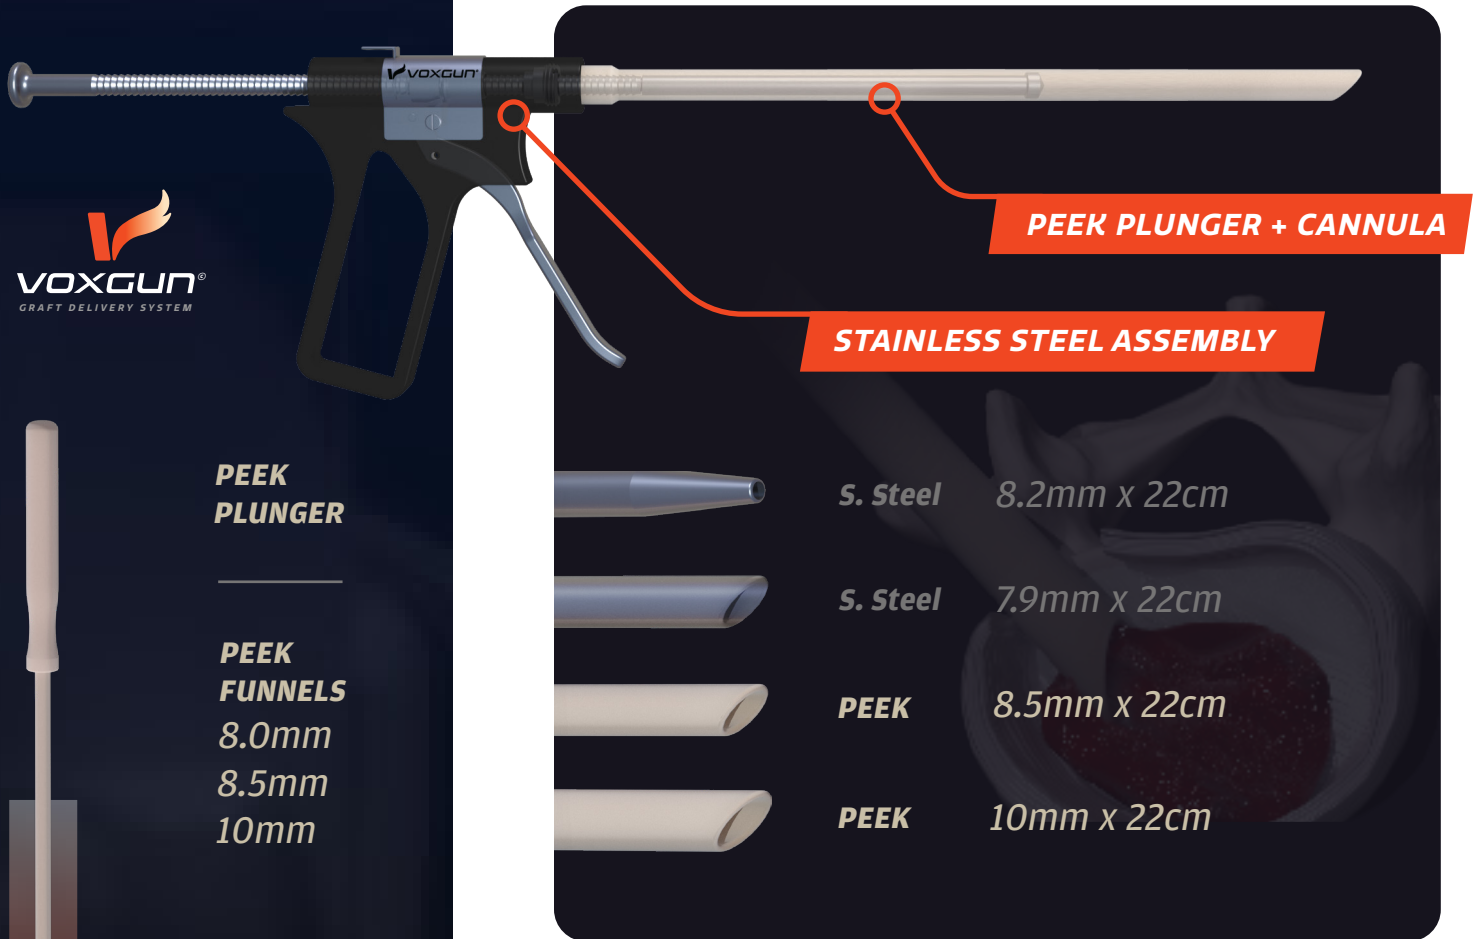 VOXGUN
VOXGUN©
GRAFT DELIVERY SYSTEM
PEEK PLUNGER + CANNULA
STAINLESS STEEL ASSEMBLY
PEEK
PLUNGER
PEEK
FUNNELS
8.0mm
8.5mm
10mm
S. Steel 8.2mm x 22cm
S. Steel 7.9mm x 22cm
PEEK 8.5mm x 22cm
PEEK 10mm x 22cm